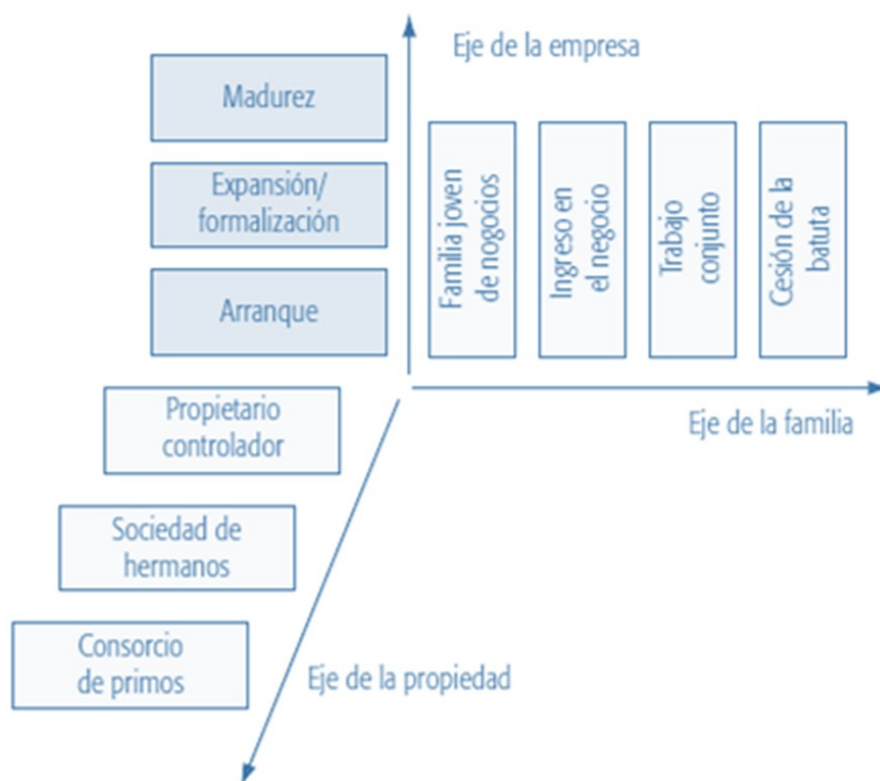 Eje de la empresa
Madurez
Expansión/
formalización
Arranque
Familia joven
de nogocios
Ingreso en
el negocio
Trabajo
conjunto
Cesión de la
batuta
Eje de la familia
Propietario
controlador
Sociedad de
hermanos
Consorcio
de primos
Eje de la propiedad